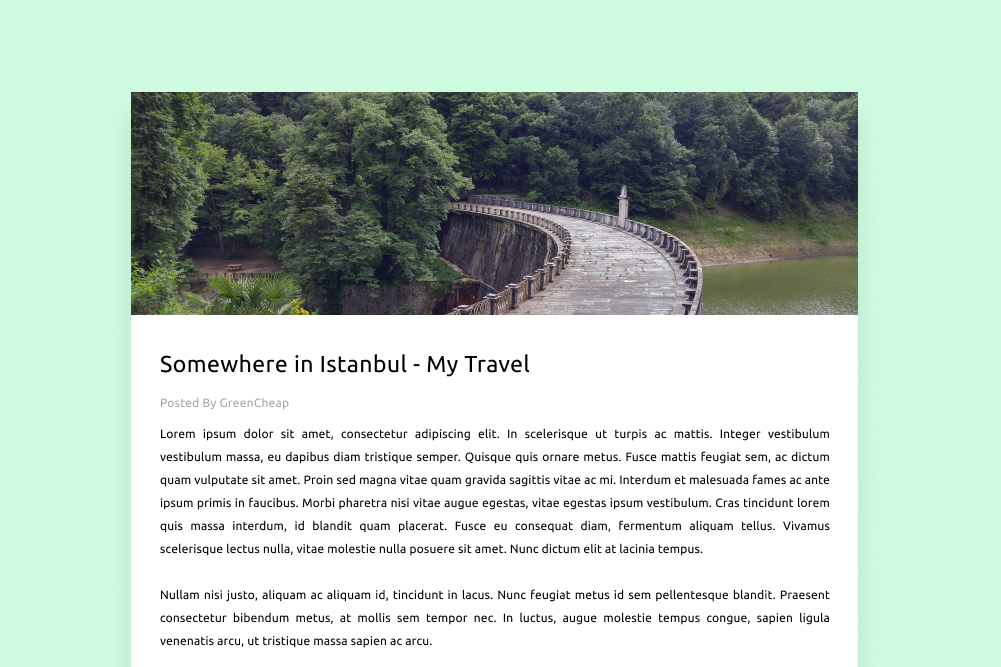 Somewhere in Istanbul - My Travel
Posted By GreenCheap
Lorem ipsum dolor sit amet, consectetur adipiscing elit. In scelerisque ut turpis ac mattis. Integer vestibulum
vestibulum massa, eu dapibus diam tristique semper. Quisque quis ornare metus. Fusce mattis feugiat sem, ac dictum
quam vulputate sit amet. Proin sed magna vitae quam gravida sagittis vitae ac mi. Interdum et malesuada fames ac ante
ipsum primis in faucibus. Morbi pharetra nisi vitae augue egestas, vitae egestas ipsum vestibulum. Cras tincidunt lorem
quis massa interdum, id blandit quam placerat. Fusce eu consequat diam, fermentum aliquam tellus. Vivamus
scelerisque lectus nulla, vitae molestie nulla posuere sit amet. Nunc dictum elit at lacinia tempus.
Nullam nisi justo, aliquam ac aliquam id, tincidunt in lacus. Nunc feugiat metus id sem pellentesque blandit. Praesent
consectetur bibendum metus, at mollis sem tempor nec. In luctus, augue molestie tempus congue, sapien ligula
venenatis arcu, ut tristique massa sapien ac arcu.